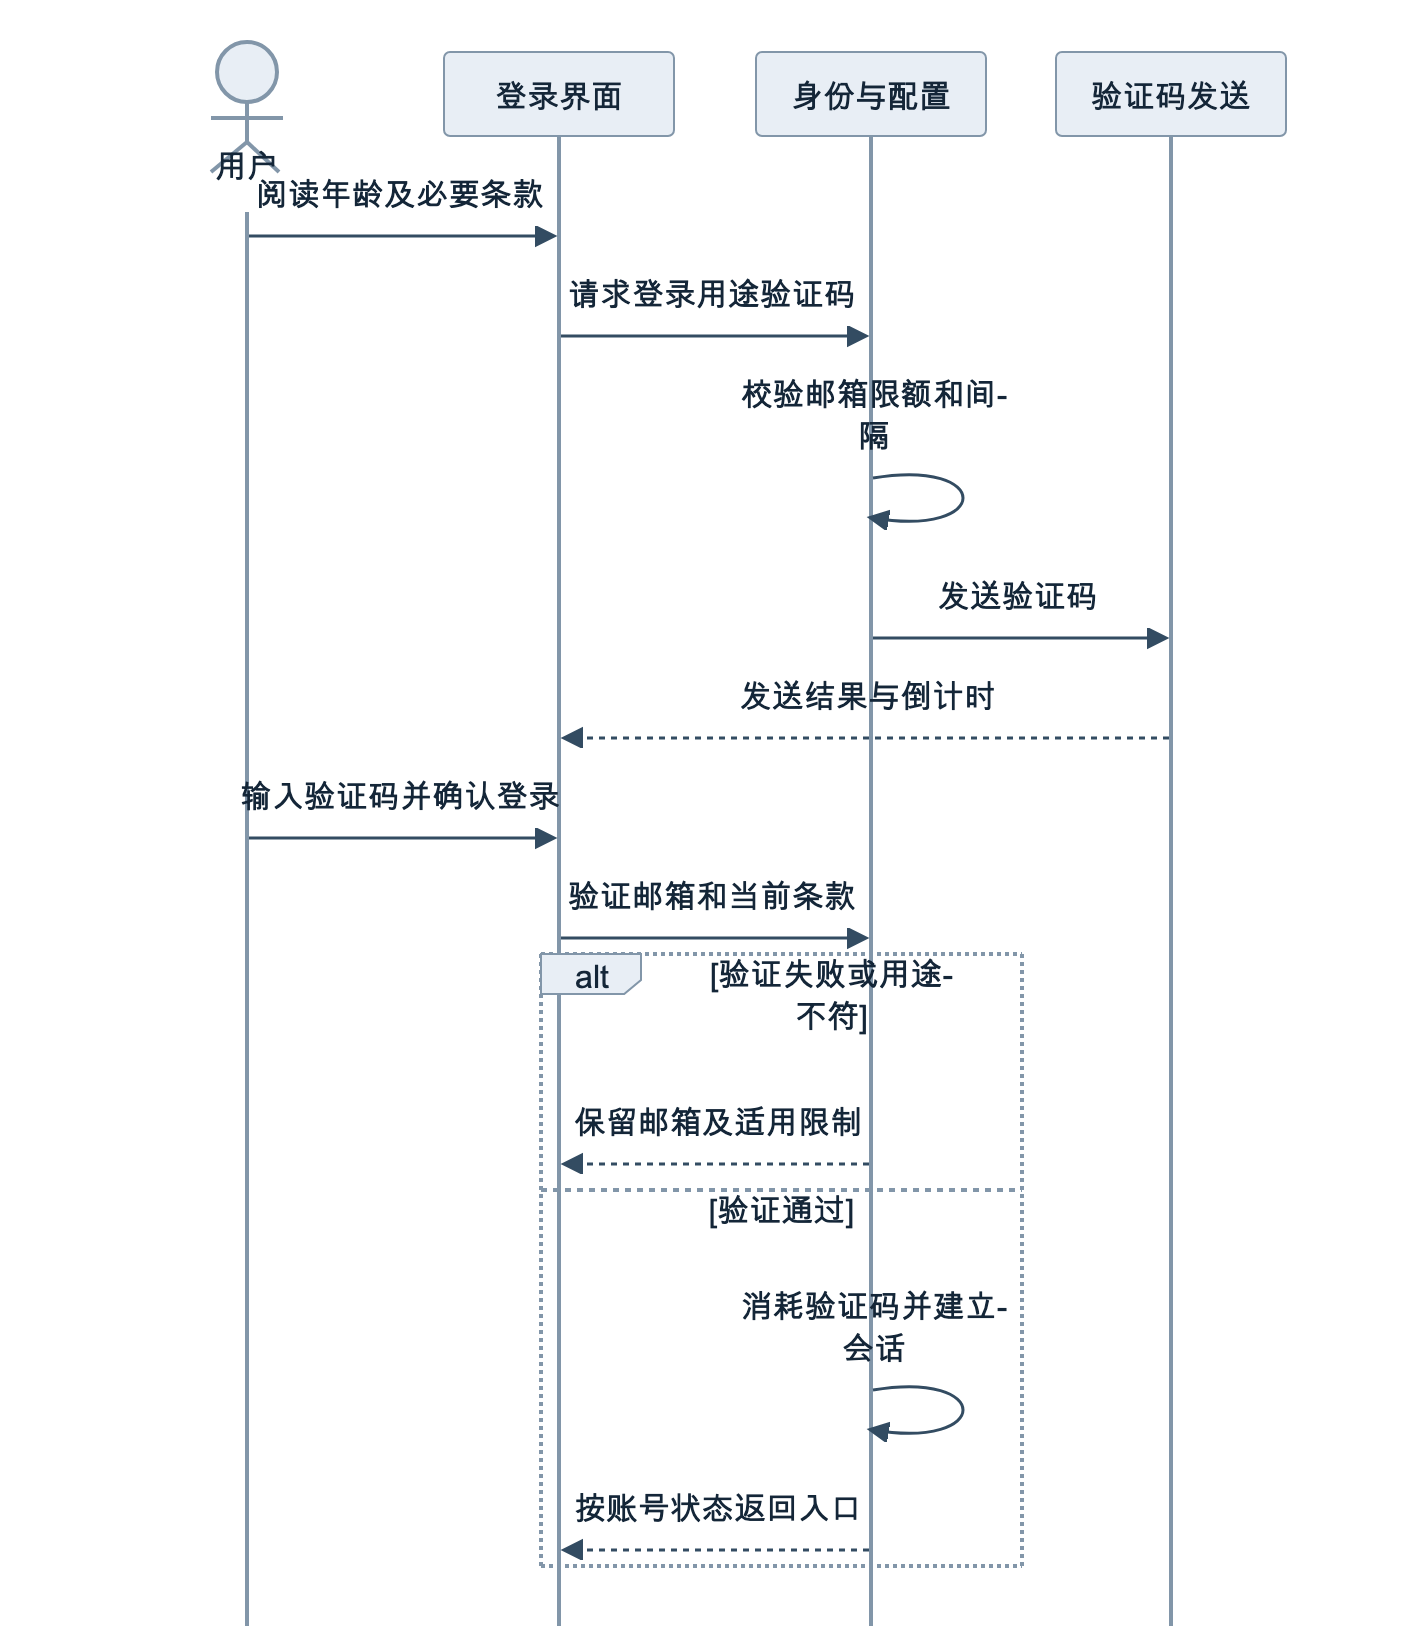 登录界面
身份与配置
验证码发送
用户
阅读年龄及必要条款
请求登录用途验证码
校验邮箱限额和间-
隔
发送验证码
发送结果与倒计时
输入验证码并确认登录
验证邮箱和当前条款
alt
[验证失败或用途-
不符]
保留邮箱及适用限制
[验证通过]
消耗验证码并建立-
会话
按账号状态返回入口